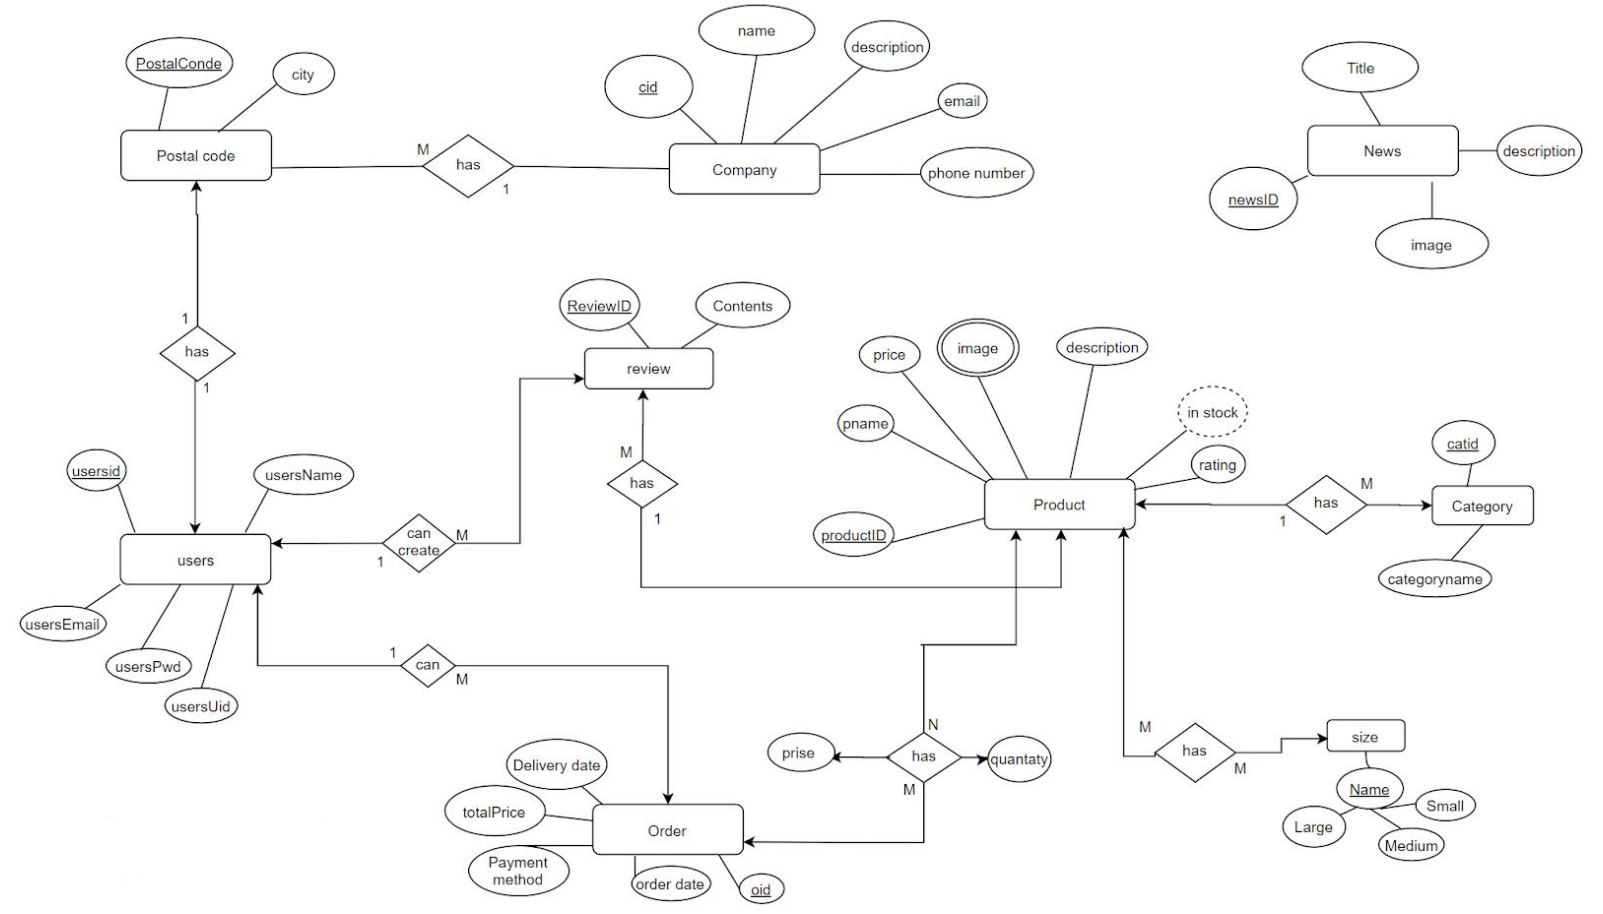 name
description
PostalConde
city
Title
cid
email
M
Postal code
has
Company
phone number
1
News
description
newsID
image
ReviewID
Contents
1
has
1
review
price
image
description
pname
in stock
rating
catid
usersid
usersName
M
has
1
Product
productID
has
M
1
Category
categoryname
can
create
M
1
users
usersEmail
usersPwd
usersUid
1
can
M
N
prise
has
quantaty
M
M
has
M
size
Name
Small
Large
Medium
Delivery date
totalPrice
Order
Payment
method
order date
oid